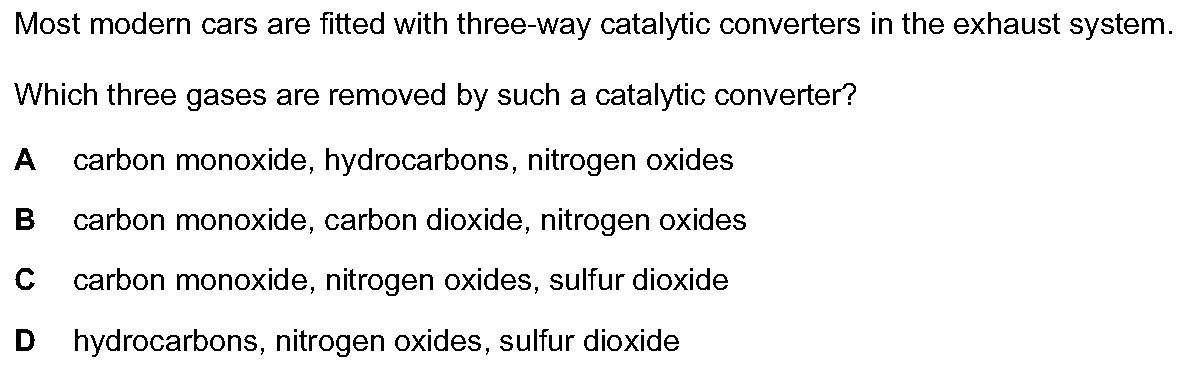 Most modern cars are fitted with three-way catalytic converters in the exhaust system.
Which three gases are removed by such a catalytic converter?
A carbon monoxide, hydrocarbons, nitrogen oxides
B carbon monoxide, carbon dioxide, nitrogen oxides
C carbon monoxide, nitrogen oxides, sulfur dioxide
D hydrocarbons, nitrogen oxides, sulfur dioxide